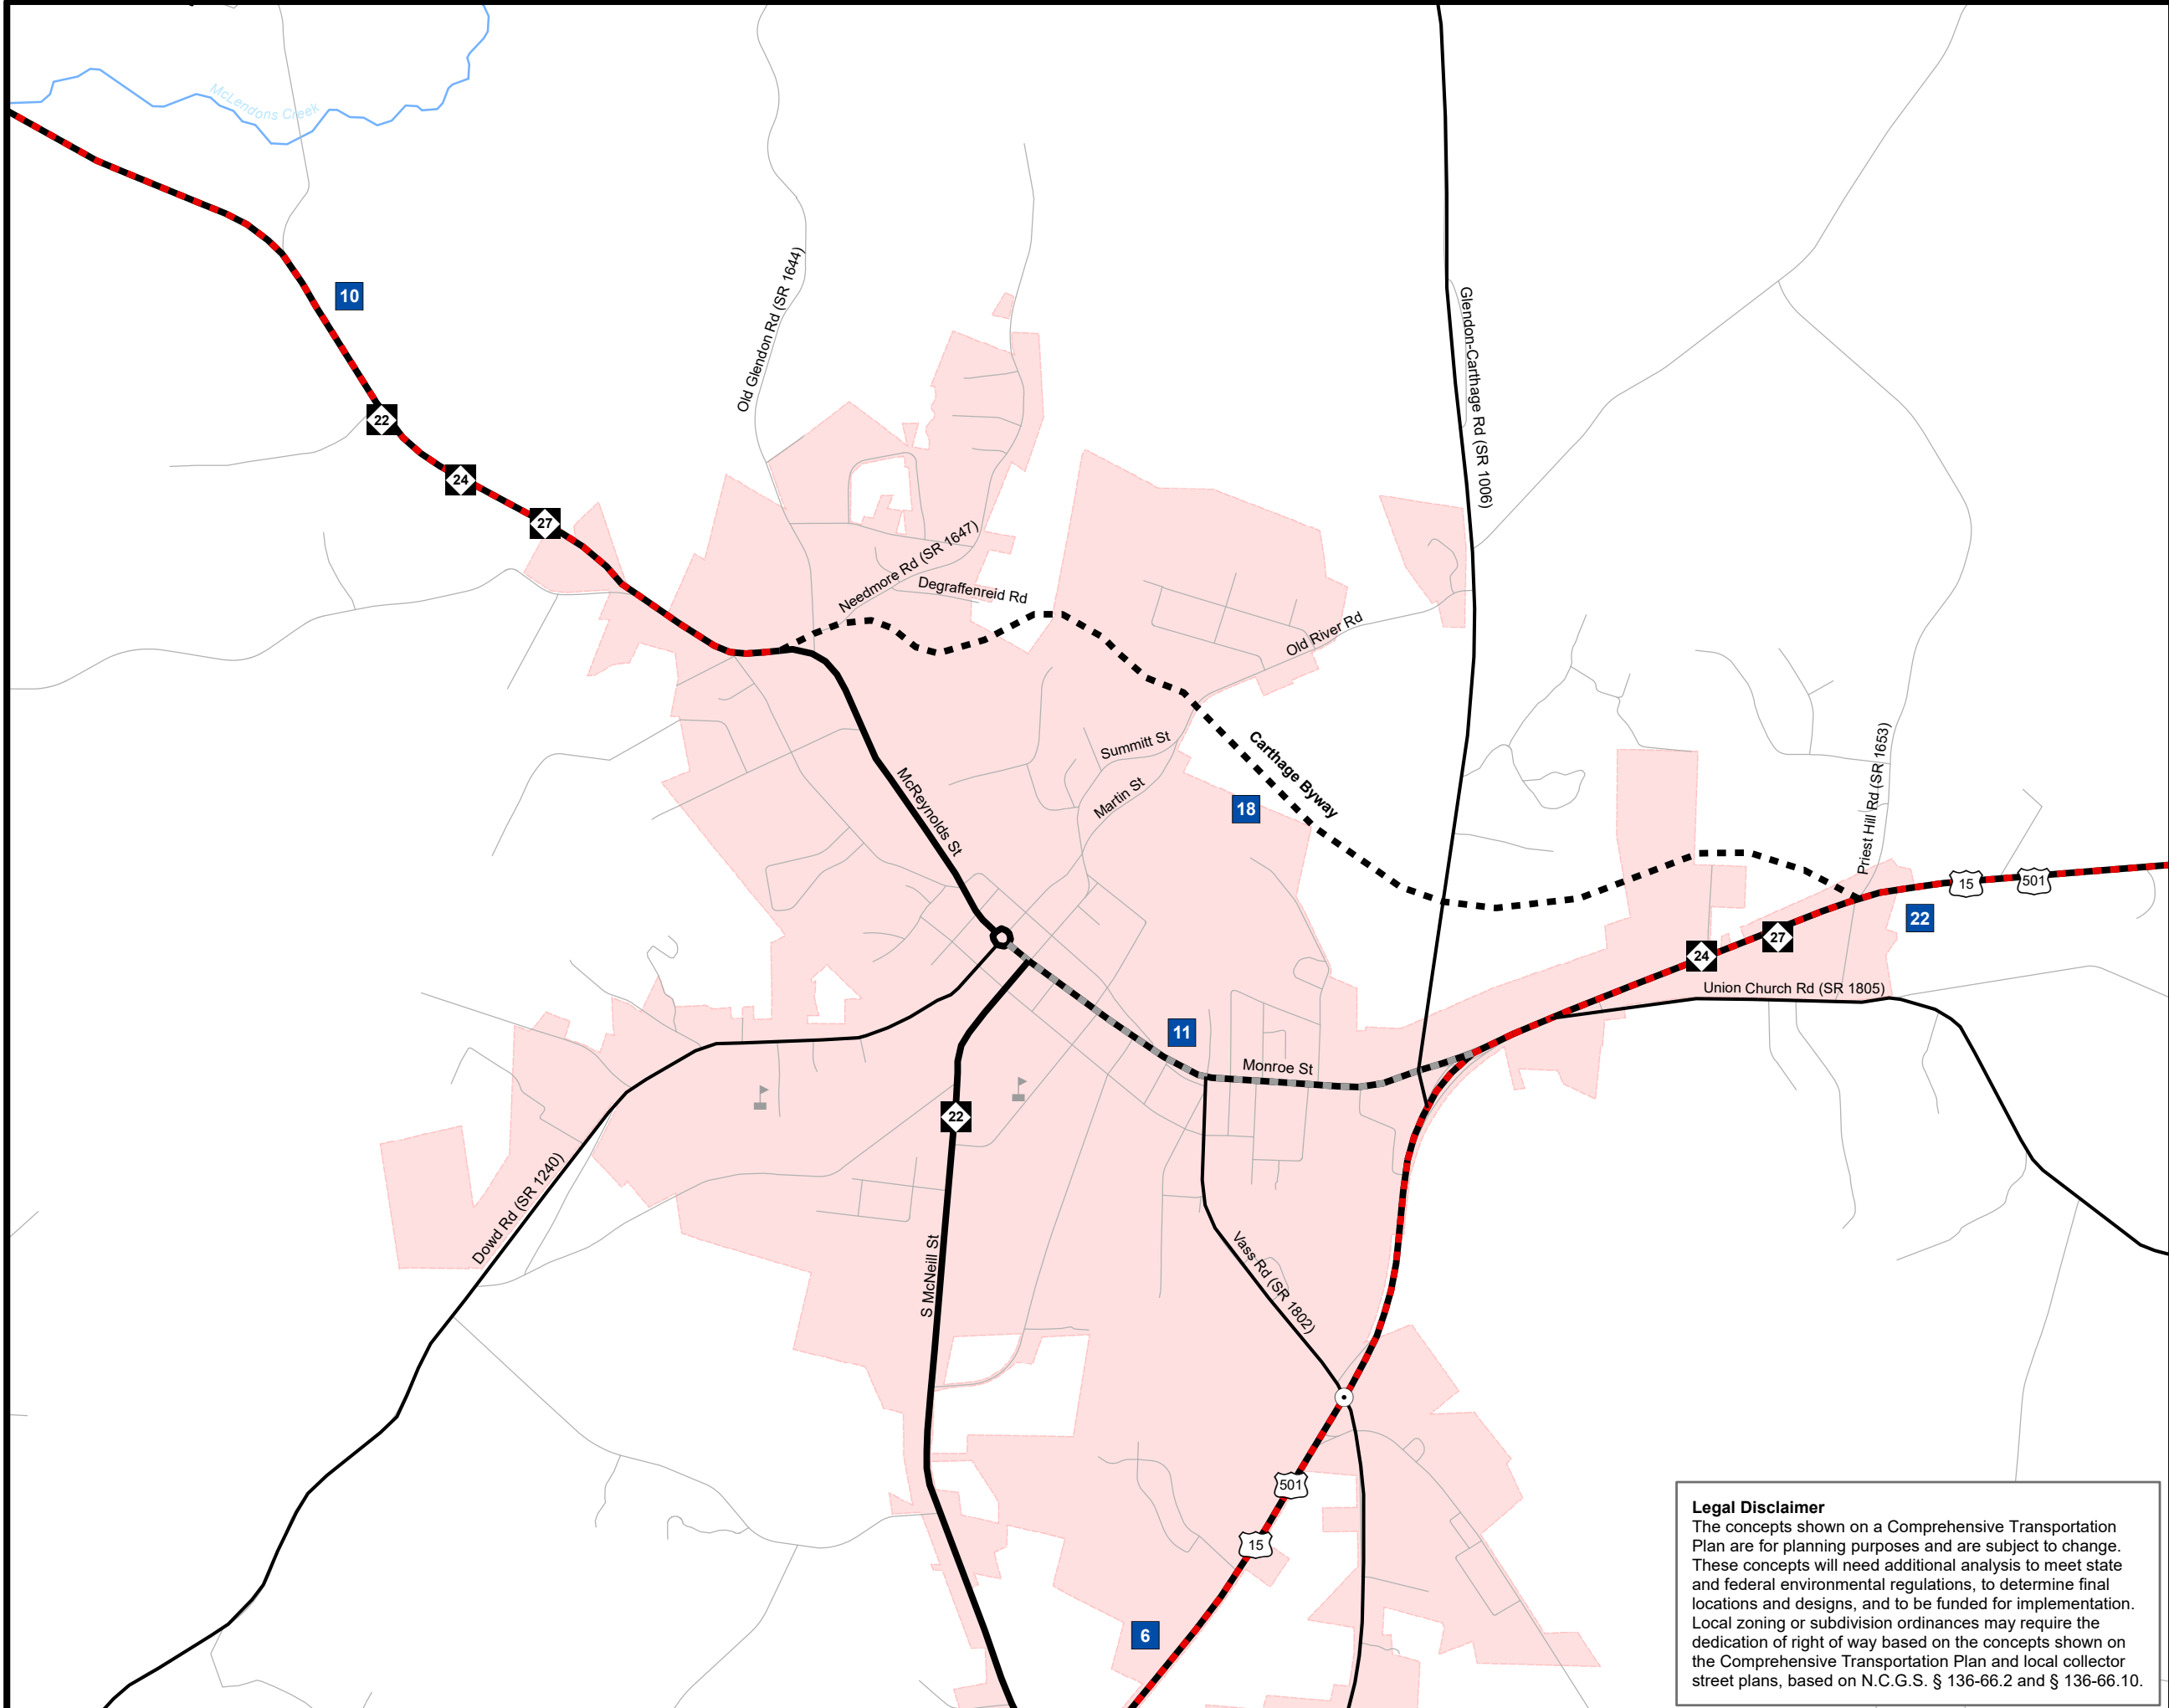 McLendons Creek
10
Old Glendon Rd (SR 1644)
Glendon-Carthage Rd (SR 1006)
22
24
27
Needmore Rd (SR 1647)
Degraffenreid Rd
Old River Rd
Summitt St
Carthage Byway
Martin St
McReynolds St
18
Priest Hill Rd (SR 1653)
15
501
22
27
24
Union Church Rd (SR 1805)
11
Monroe St
22
Dowd Rd (SR 1240)
S McNeill St
Vass Rd (SR 1802)
501
15
6
Legal Disclaimer
The concepts shown on a Comprehensive Transportation
Plan are for planning purposes and are subject to change.
These concepts will need additional analysis to meet state
and federal environmental regulations, to determine final
locations and designs, and to be funded for implementation.
Local zoning or subdivision ordinances may require the
dedication of right of way based on the concepts shown on
the Comprehensive Transportation Plan and local collector
street plans, based on N.C.G.S. § 136-66.2 and § 136-66.10.